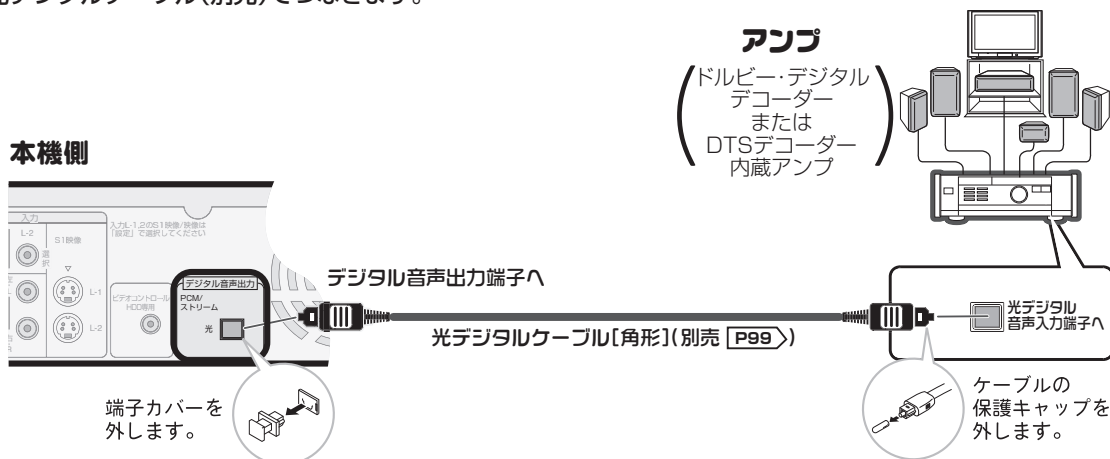 デジタルケーブル(別売)でつなぎます。
アンプ
ドルビー・デジタル
デコーダー
または
DTSデコーダー
内蔵アンプ
本機側
入力
L-2
S1映像
選択
L-1
L-2
入力L-1,2のS1映像/映像は
「設定」で選択してください
ビデオコントロール
HDD専用
デジタル音声出力
PCM/
ストリーム
光
デジタル音声出力端子へ
光デジタルケーブル[角形](別売 P99)
光デジタル
音声入力端子へ
端子カバーを
外します。
ケーブルの
保護キャップを
外します。